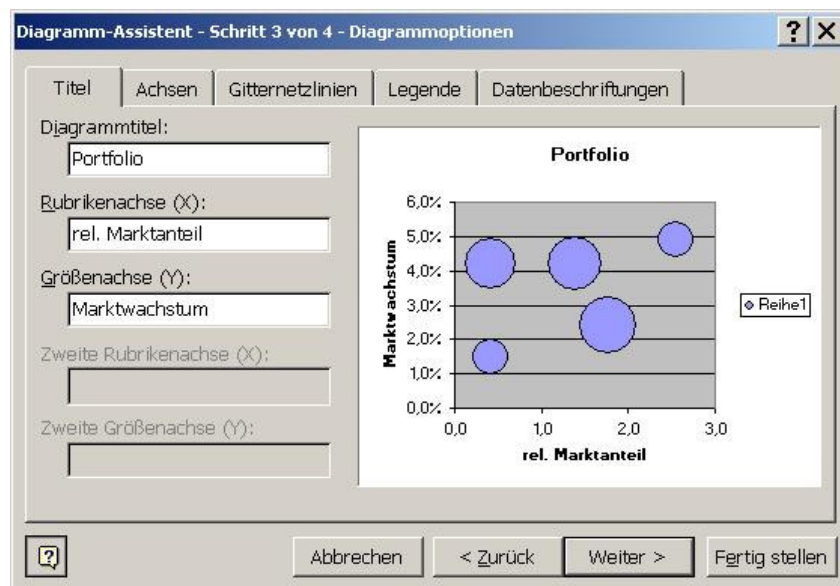 Diagramm-Assistent - Schritt 3 von 4 - Diagrammoptionen
Titel Achsen Gitternetzlinien Legende Datenbeschriftungen
Diagrammtitel:
Portfolio
Rubrikenachse (X):
rel. Marktanteil
Größenachse (Y):
Marktwachstum
Zweite Rubrikenachse (X):
Zweite Größenachse (Y):
Portfolio
Marktwachstum
6,0%
5,0%
4,0%
3,0%
2,0%
1,0%
0,0%
0,0 1,0 2,0 3,0
rel. Marktanteil
Reihe1
Abbrechen < Zurück Weiter > Fertig stellen